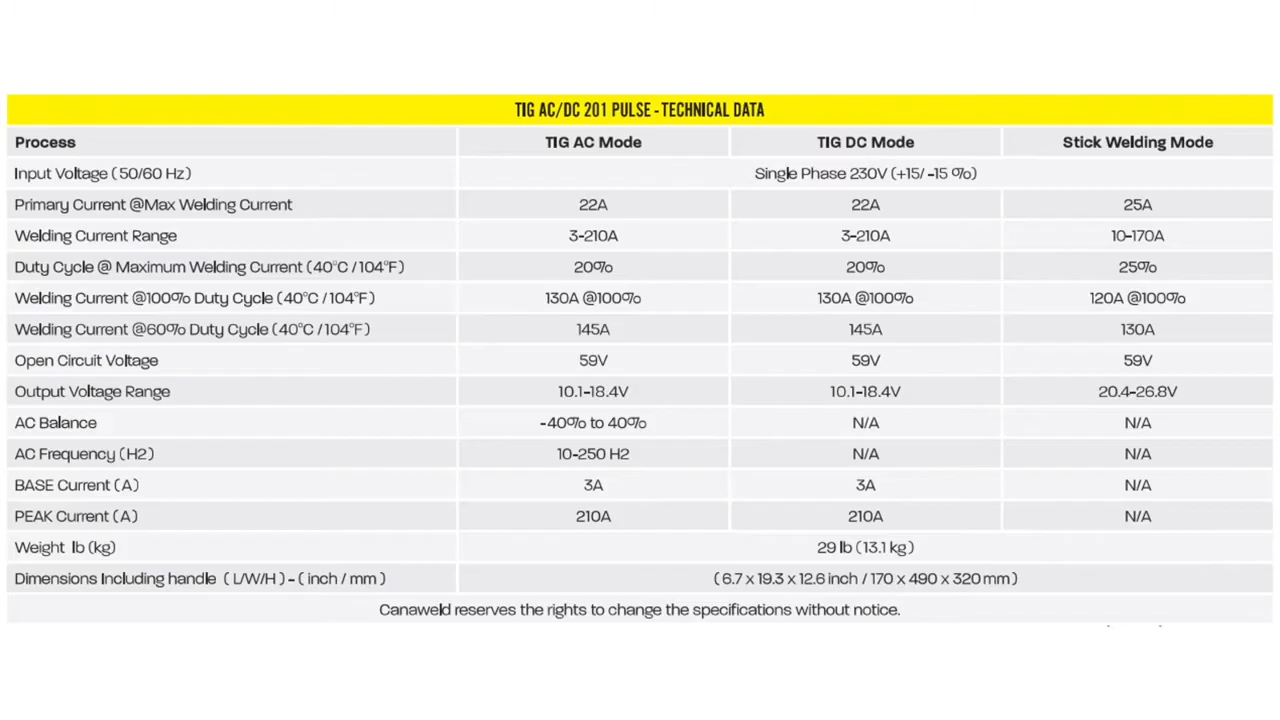 TIG AC/DC 201 PULSE - TECHNICAL DATA
Process TIG AC Mode TIG DC Mode Stick Welding Mode
Input Voltage (50/60 Hz) Single Phase 230V (+15/-15 %)
Primary Current @Max Welding Current 22A 22A 25A
Welding Current Range 3-210A 3-210A 10-170A
Duty Cycle @ Maximum Welding Current (40°C /104°F) 20% 20% 25%
Welding Current @100% Duty Cycle (40°C /104°F) 130A @100% 130A @100% 120A @100%
Welding Current @60% Duty Cycle (40°C /104°F) 145A 145A 130A
Open Circuit Voltage 59V 59V 59V
Output Voltage Range 10.1-18.4V 10.1-18.4V 20.4-26.8V
AC Balance -40% to 40% N/A N/A
AC Frequency (H2) 10-250 H2 N/A N/A
BASE Current (A) 3A 3A N/A
PEAK Current (A) 210A 210A N/A
Weight lb (kg) 29 lb (13.1 kg)
Dimensions Including handle (L/W/H) - (inch / mm) (6.7 x 19.3 x 12.6 inch / 170 x 490 x 320 mm)
Canaweld reserves the rights to change the specifications without notice.